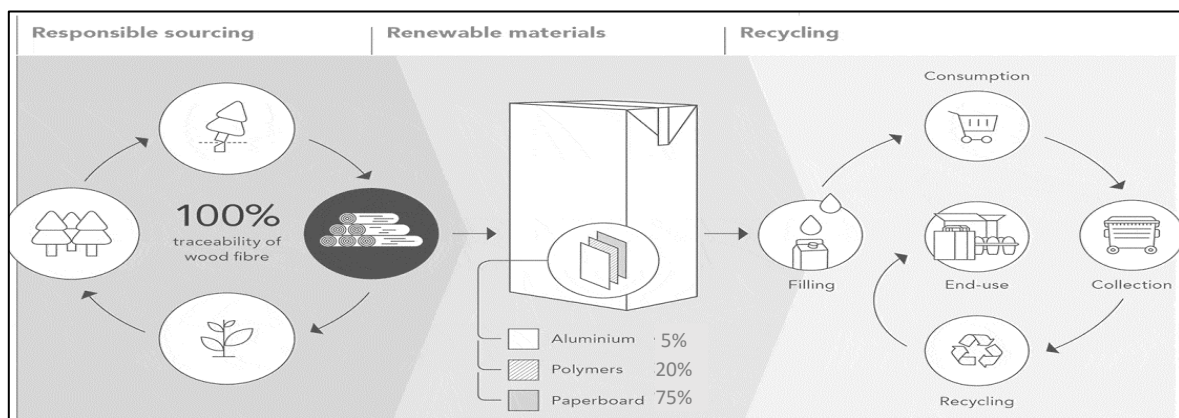 Responsible sourcing
Renewable materials
Recycling
100%
traceability of
wood fibre
Aluminium 5%
Polymers 20%
Paperboard 75%
Consumption
Filling
End-use
Collection
Recycling